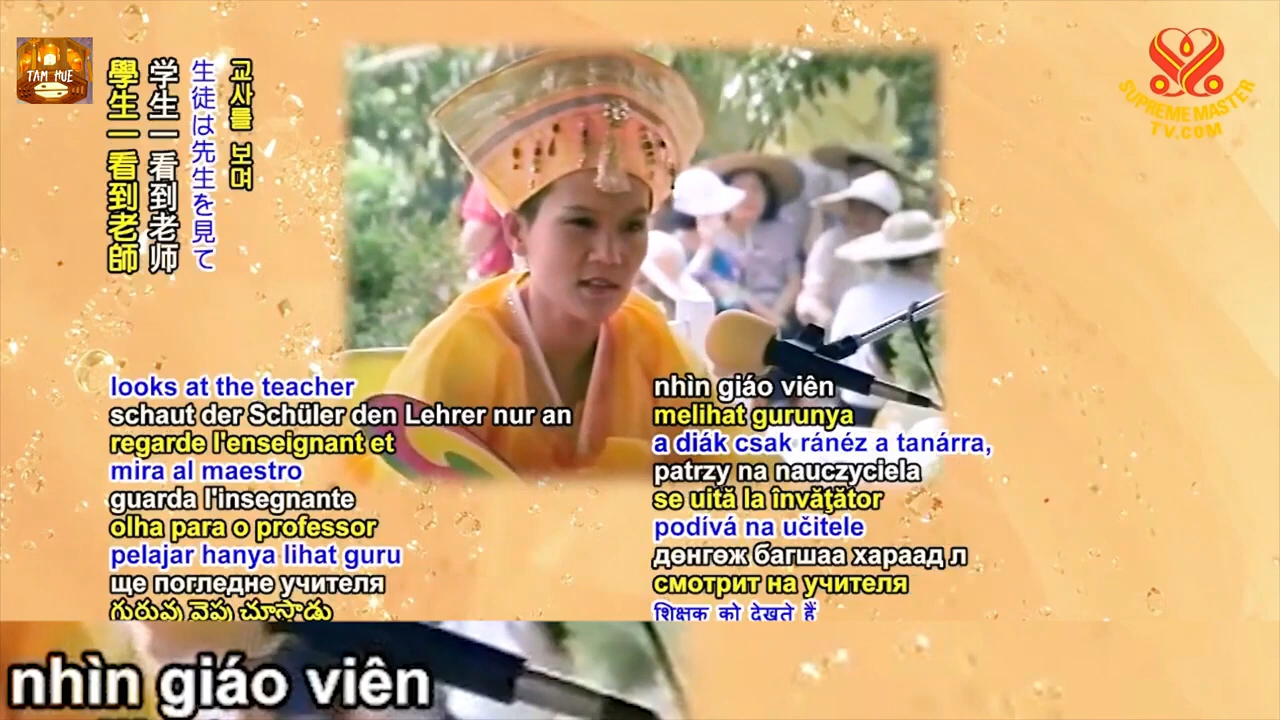 TAM HUE
SUPREME MASTER
TV.COM
교사를 보며
生徒は先生を見て
学生一看到老师
學生一看到老師
looks at the teacher
schaut der Schüler den Lehrer nur an
regarde l'enseignant et
mira al maestro
guarda l'insegnante
olha para o professor
pelajar hanya lihat guru
ще погледне учителя
గురువు వైపు చూస్తాడు
nhìn giáo viên
melihat gurunya
a diák csak ránéz a tanárra,
patrzy na nauczyciela
se uită la învățător
podívá na učitele
дөнгөж багшаа хараад л
смотрит на учителя
शिक्षक को देखते हैं
nhìn giáo viên